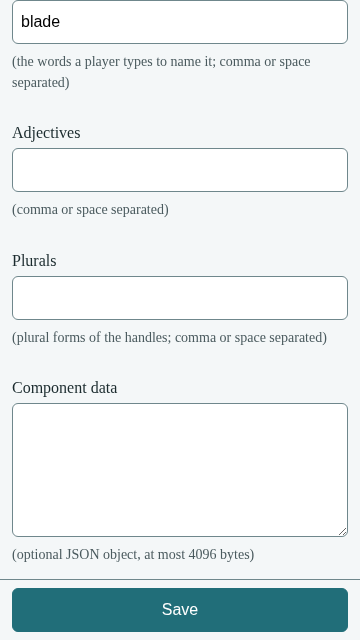 blade
(the words a player types to name it; comma or space
separated)
Adjectives
(comma or space separated)
Plurals
(plural forms of the handles; comma or space separated)
Component data
(optional JSON object, at most 4096 bytes)
Save